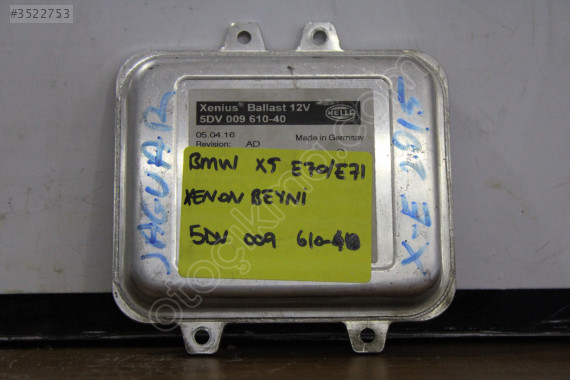 #3522753
Xenius® Ballast 12V
5DV 009 610-40
HELLA
05.04.16
Made in Germany
Revision: AD
BMW X5 E70/E71
XENON BEYNİ
5DV 009 610-40
JAGUAR
X-E 2015
otocikma.com